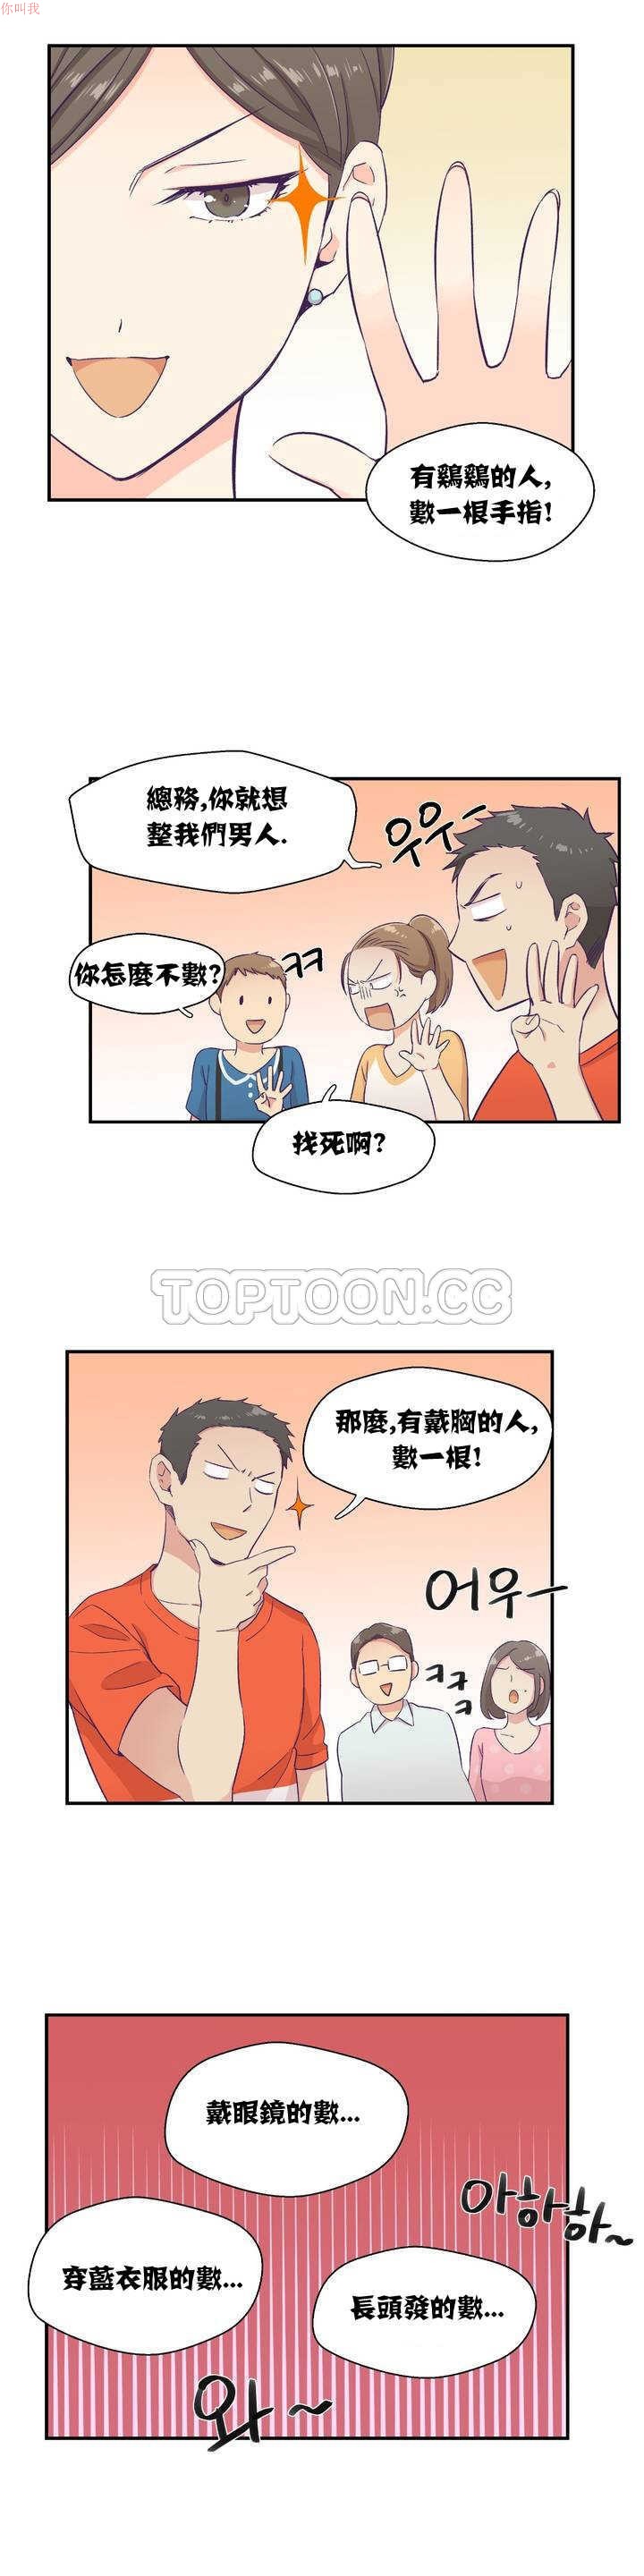 你叫我
有鷄鷄的人,
數一根手指!
總務,你就想
整我們男人.
우우~
你怎麼不數?
ㅋㅋ
找死啊?
TOPTOON.CC
那麼,有戴胸的人,
數一根!
어우ㅡ
ㅋㅋ
ㅋ
戴眼鏡的數...
아하하~
穿藍衣服的數...
長頭發的數...
와~